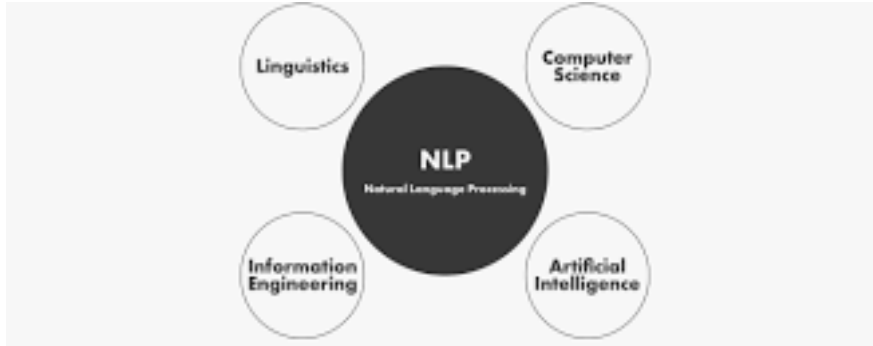 Linguistics
Computer
Science
NLP
Natural Language Processing
Information
Engineering
Artificial
Intelligence